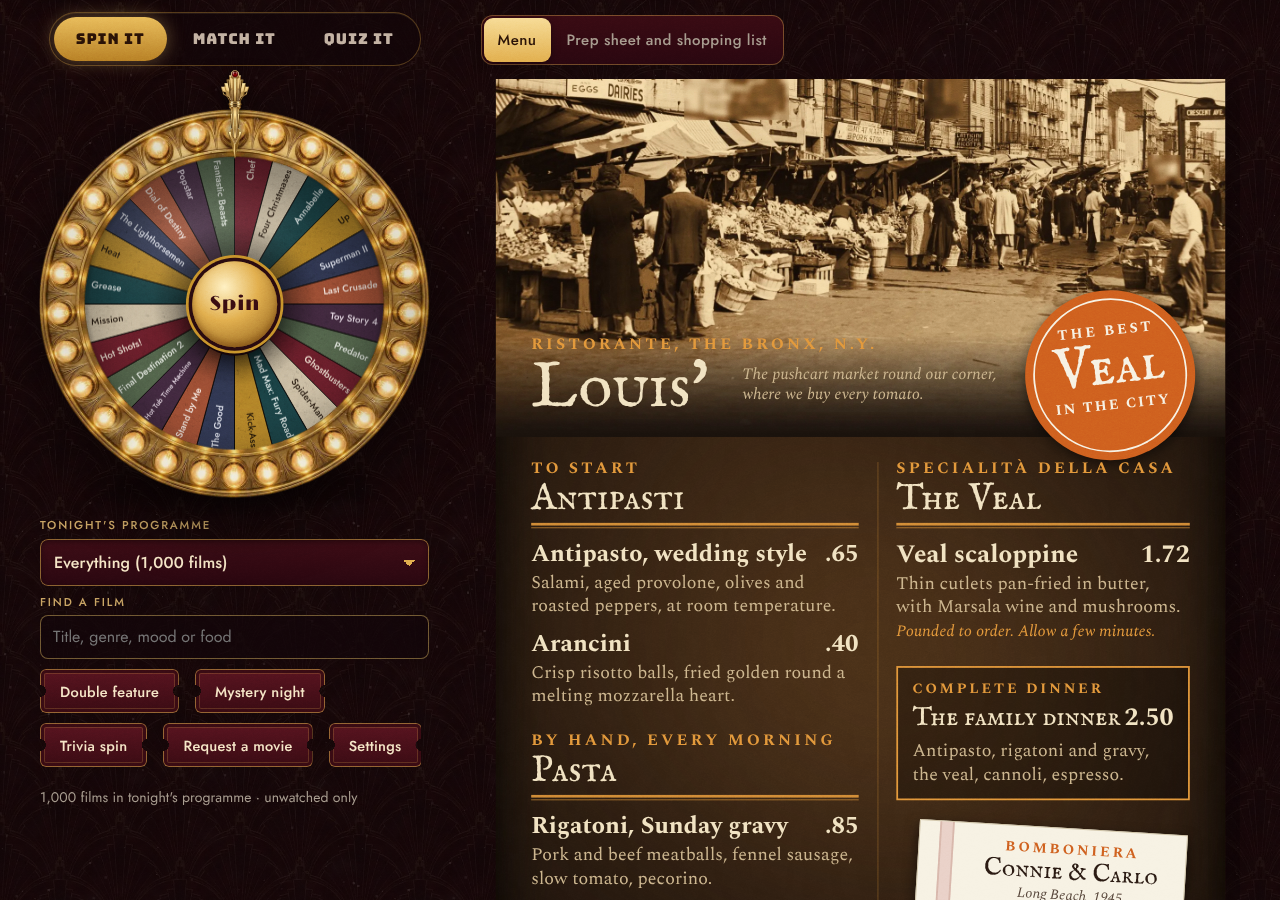 SPIN IT
MATCH IT
QUIZ IT
Menu
Prep sheet and shopping list
Chef
Four Christmases
Annabelle
Up
Superman II
Last Crusade
Toy Story 4
Predator
Ghostbusters
Spider-Man
Mad Max: Fury Road
Kick-Ass
The Good
Stand by Me
Hot Tub Time Machine
Final Destination 2
Hot Shots!
Mission
Grease
Heat
The Lighthorsemen
Dial of Destiny
Popstar
Fantastic Beasts
Spin
TONIGHT'S PROGRAMME
Everything (1,000 films)
FIND A FILM
Title, genre, mood or food
Double feature
Mystery night
Trivia spin
Request a movie
Settings
1,000 films in tonight's programme · unwatched only
EGGS
DAIRIES
CRESCENT AVE.
RISTORANTE, THE BRONX, N.Y.
Louis’
The pushcart market round our corner,
where we buy every tomato.
THE BEST
VEAL
IN THE CITY
TO START
Antipasti
Antipasto, wedding style .65
Salami, aged provolone, olives and
roasted peppers, at room temperature.
Arancini .40
Crisp risotto balls, fried golden round a
melting mozzarella heart.
BY HAND, EVERY MORNING
Pasta
Rigatoni, Sunday gravy .85
Pork and beef meatballs, fennel sausage,
slow tomato, pecorino.
SPECIALITÀ DELLA CASA
The Veal
Veal scaloppine 1.72
Thin cutlets pan-fried in butter,
with Marsala wine and mushrooms.
Pounded to order. Allow a few minutes.
COMPLETE DINNER
The family dinner 2.50
Antipasto, rigatoni and gravy,
the veal, cannoli, espresso.
BOMBONIERA
Connie & Carlo
Long Beach, 1945